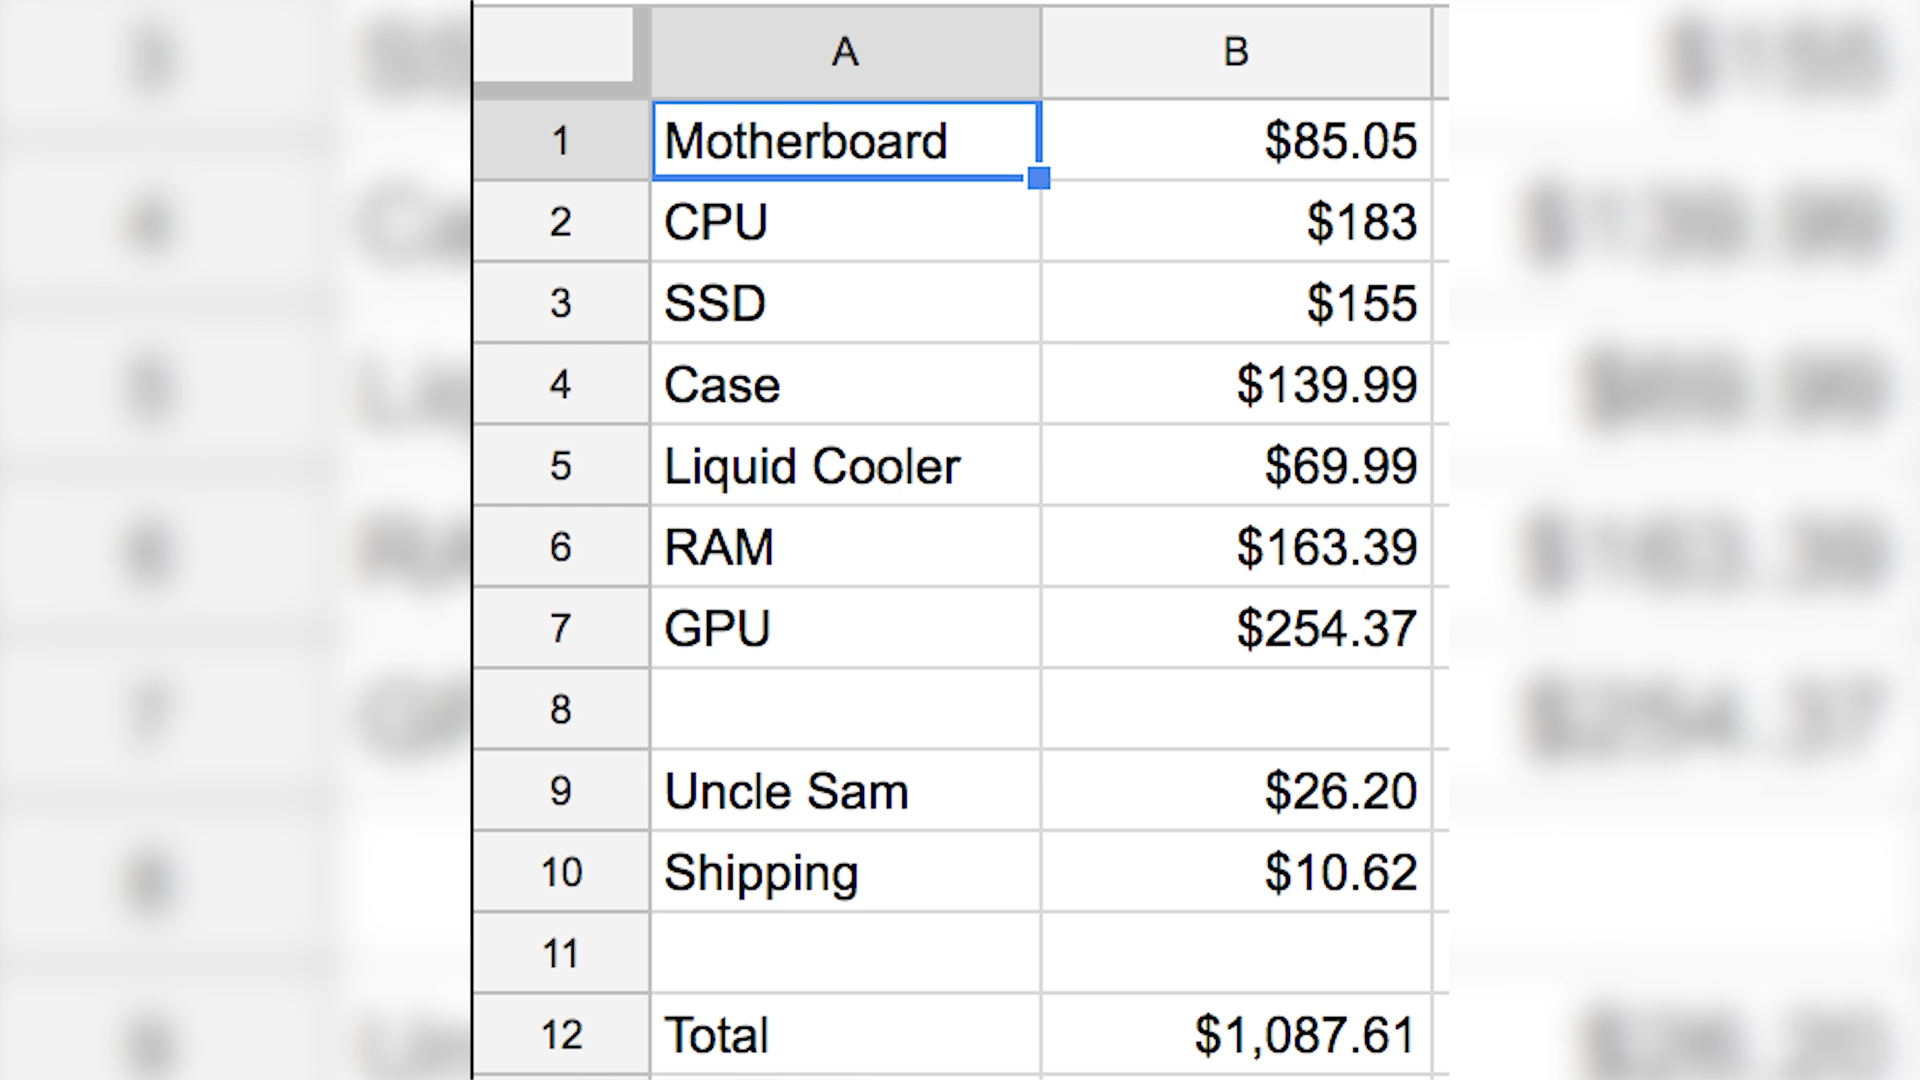 A B
1 Motherboard $85.05
2 CPU $183
3 SSD $155
4 Case $139.99
5 Liquid Cooler $69.99
6 RAM $163.39
7 GPU $254.37
8
9 Uncle Sam $26.20
10 Shipping $10.62
11
12 Total $1,087.61